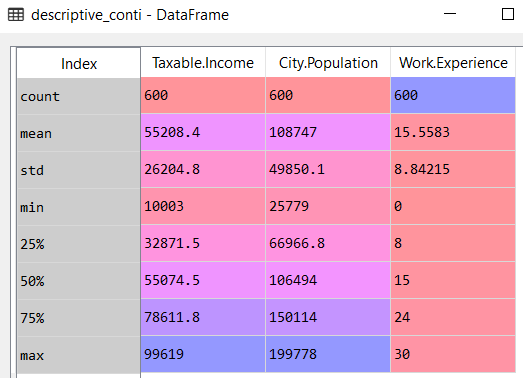 descriptive_conti - DataFrame
Index Taxable.Income City.Population Work.Experience
count 600 600 600
mean 55208.4 108747 15.5583
std 26204.8 49850.1 8.84215
min 10003 25779 0
25% 32871.5 66966.8 8
50% 55074.5 106494 15
75% 78611.8 150114 24
max 99619 199778 30